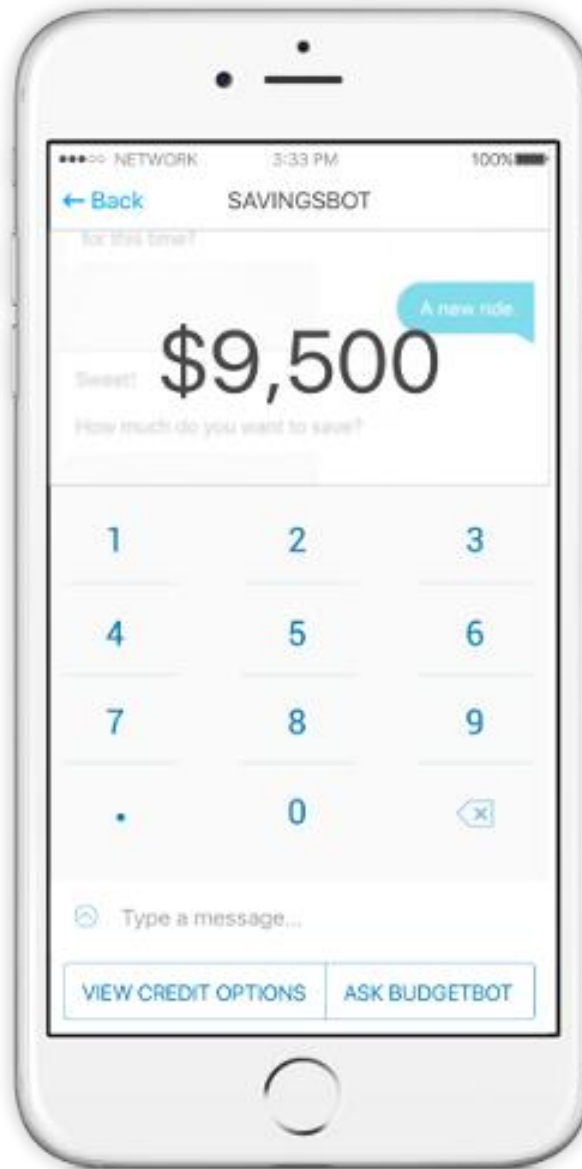 NETWORK 3:33 PM 100%
← Back SAVINGSBOT
for this time?
A new ride.
Sweet!
$9,500
How much do you want to save?
1 2 3
4 5 6
7 8 9
. 0
Type a message...
VIEW CREDIT OPTIONS ASK BUDGETBOT